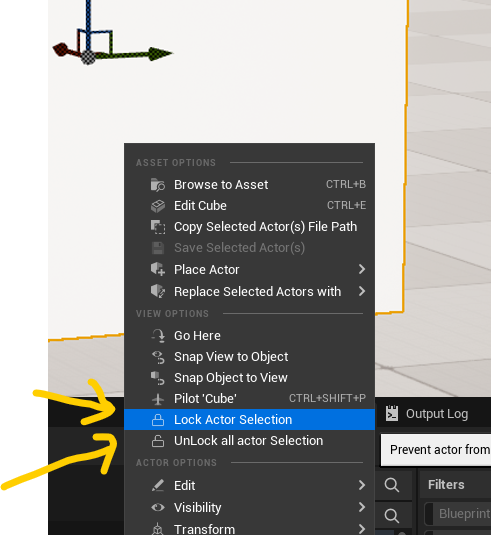 ASSET OPTIONS
Browse to Asset CTRL+B
Edit Cube CTRL+E
Copy Selected Actor(s) File Path
Save Selected Actor(s)
Place Actor
Replace Selected Actors with
VIEW OPTIONS
Go Here
Snap View to Object
Snap Object to View
Pilot 'Cube' CTRL+SHIFT+P
Lock Actor Selection
Output Log
UnLock all actor Selection
Prevent actor from
ACTOR OPTIONS
Edit
Filters
Visibility
Blueprint
Transform